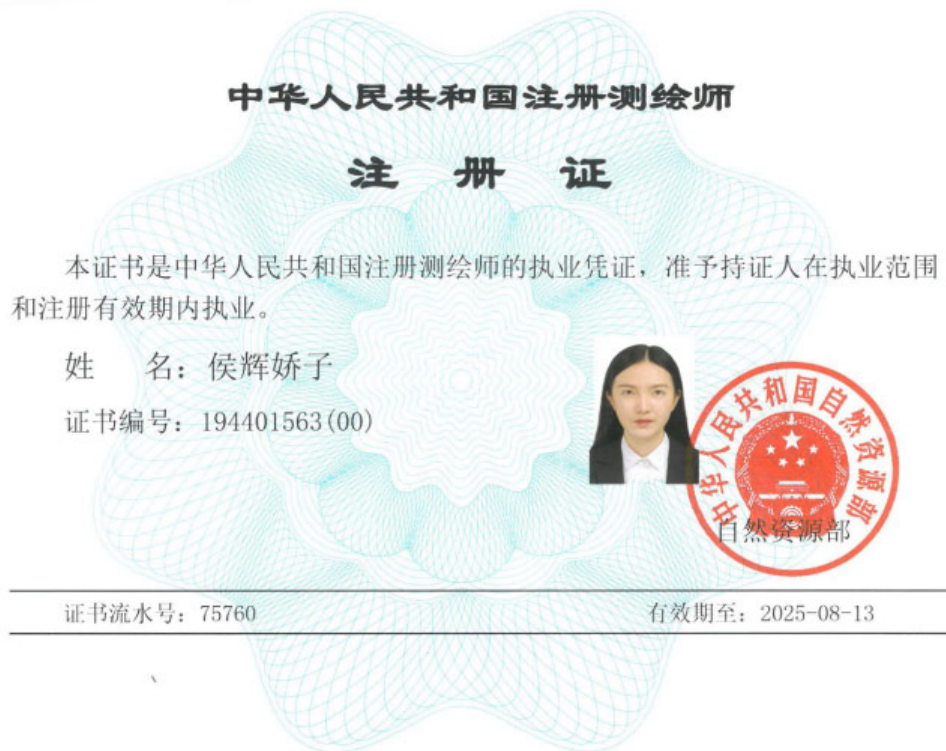 中华人民共和国注册测绘师
注 册 证
本证书是中华人民共和国注册测绘师的执业凭证，准予持证人在执业范围
和注册有效期内执业。
姓 名：侯辉娇子
证书编号：194401563(00)
中华人民共和国自然资源部
自然资源部
证书流水号：75760
有效期至：2025-08-13